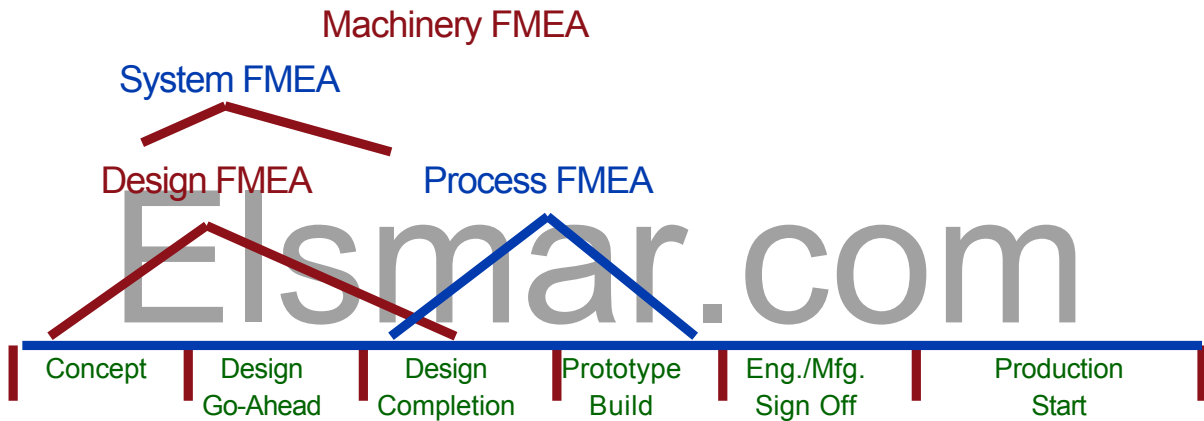 Machinery FMEA
System FMEA
Design FMEA
Process FMEA
Elsmar.com
Concept
Design
Go-Ahead
Design
Completion
Prototype
Build
Eng./Mfg.
Sign Off
Production
Start